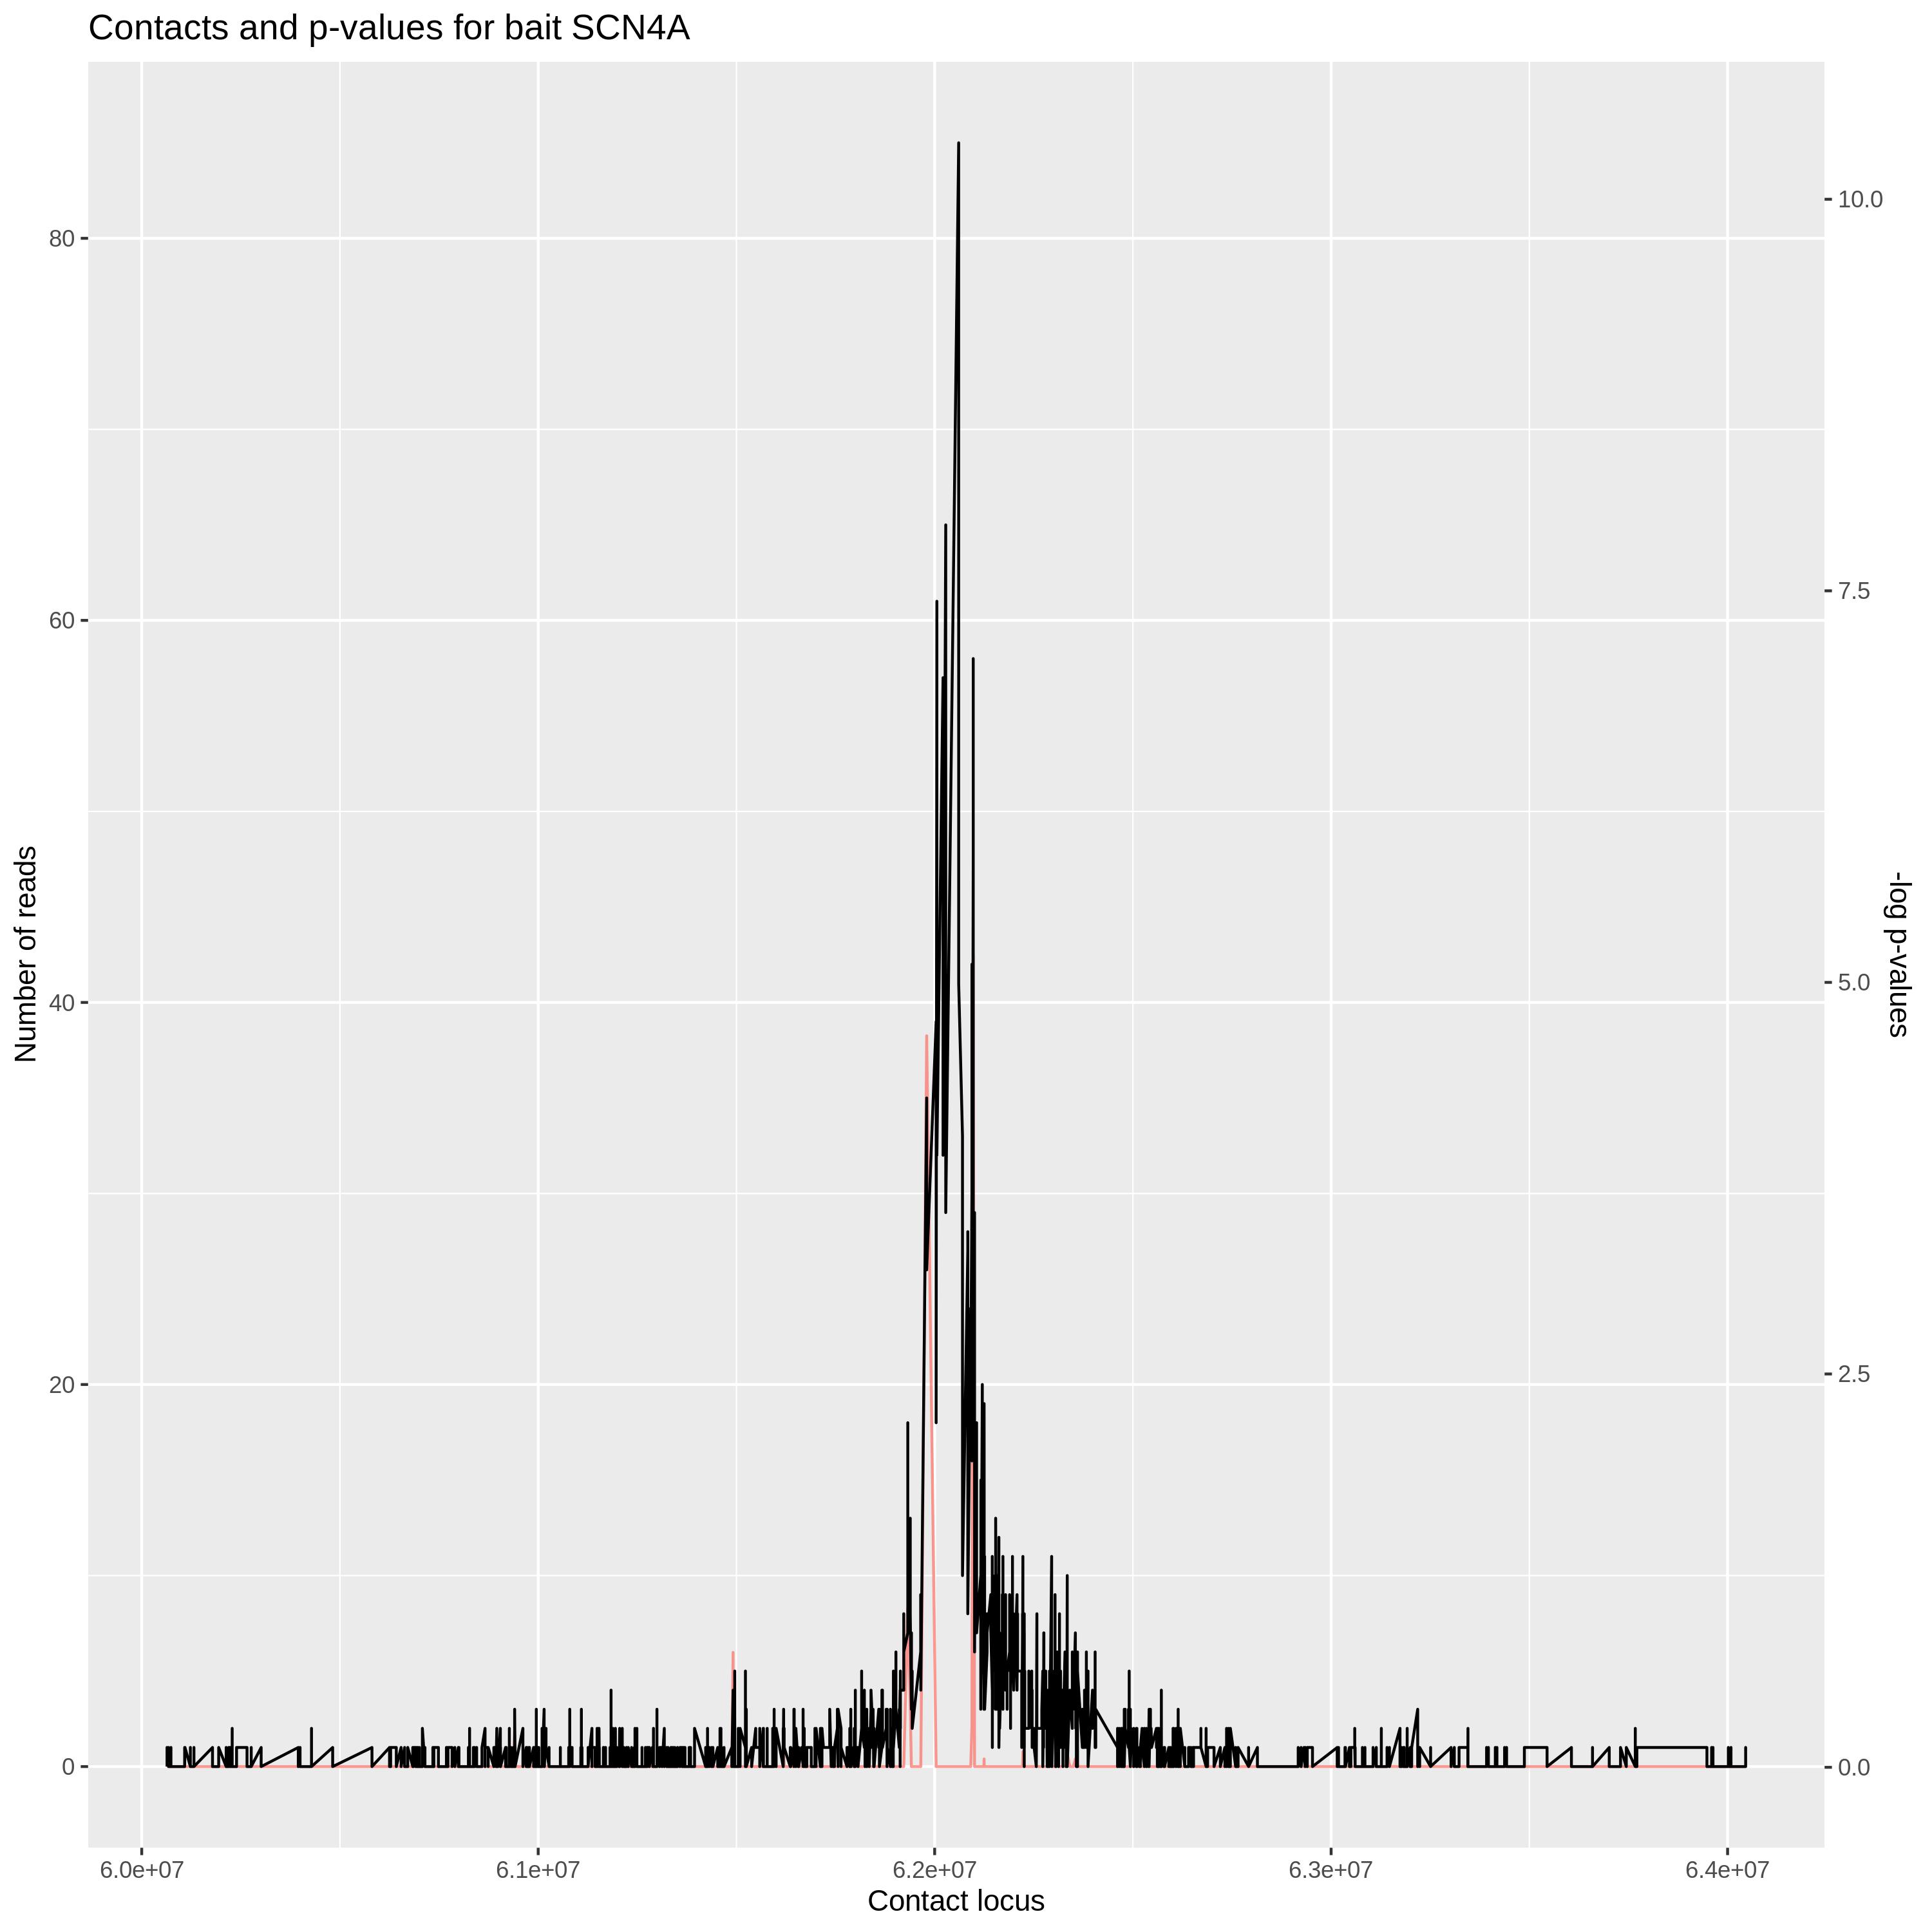 Contacts and p-values for bait SCN4A
Number of reads
80
60
40
20
0
10.0
7.5
5.0
2.5
0.0
-log p-values
6.0e+07
6.1e+07
6.2e+07
6.3e+07
6.4e+07
Contact locus